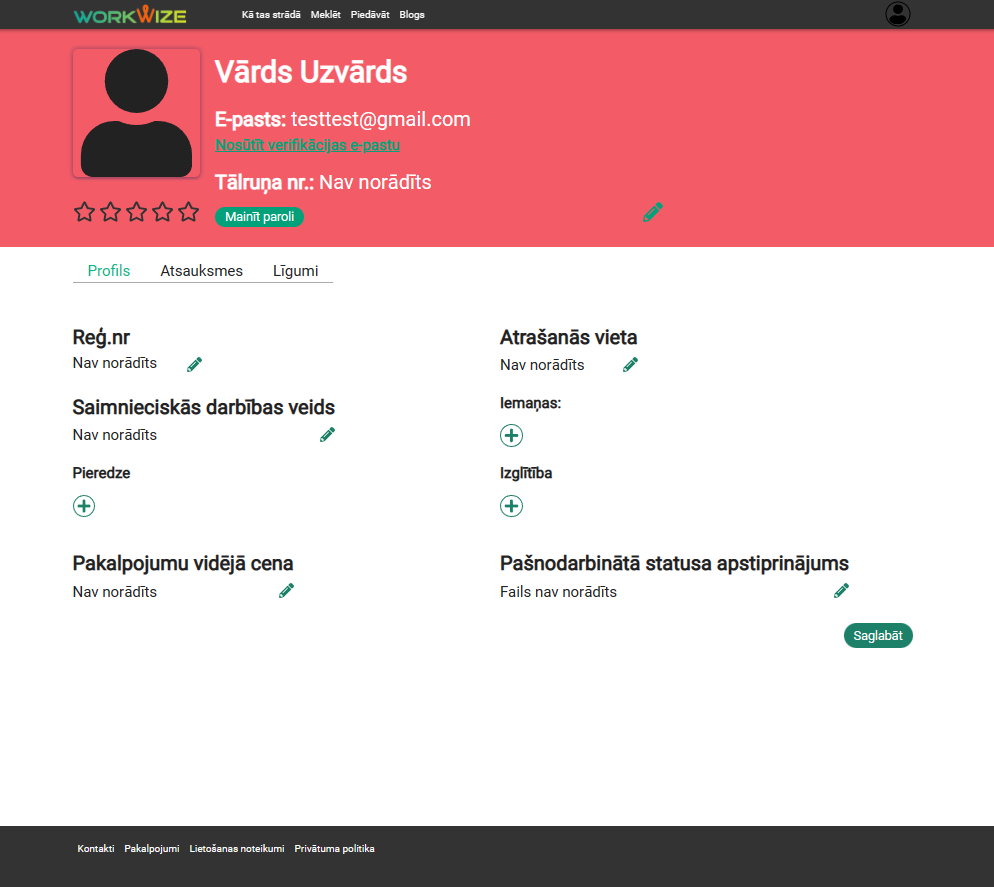 WORKWIZE Kā tas strādā Meklēt Piedāvāt Blogs
Vārds Uzvārds
E-pasts: testtest@gmail.com
Nosūtīt verifikācijas e-pastu
Tālruņa nr.: Nav norādīts
Mainīt paroli
Profils Atsauksmes Līgumi
Reģ.nr
Nav norādīts
Atrašanās vieta
Nav norādīts
Saimnieciskās darbības veids
Nav norādīts
Iemaņas:
Pieredze
Izglītība
Pakalpojumu vidējā cena
Nav norādīts
Pašnodarbinātā statusa apstiprinājums
Fails nav norādīts
Saglabāt
Kontakti Pakalpojumi Lietošanas noteikumi Privātuma politika